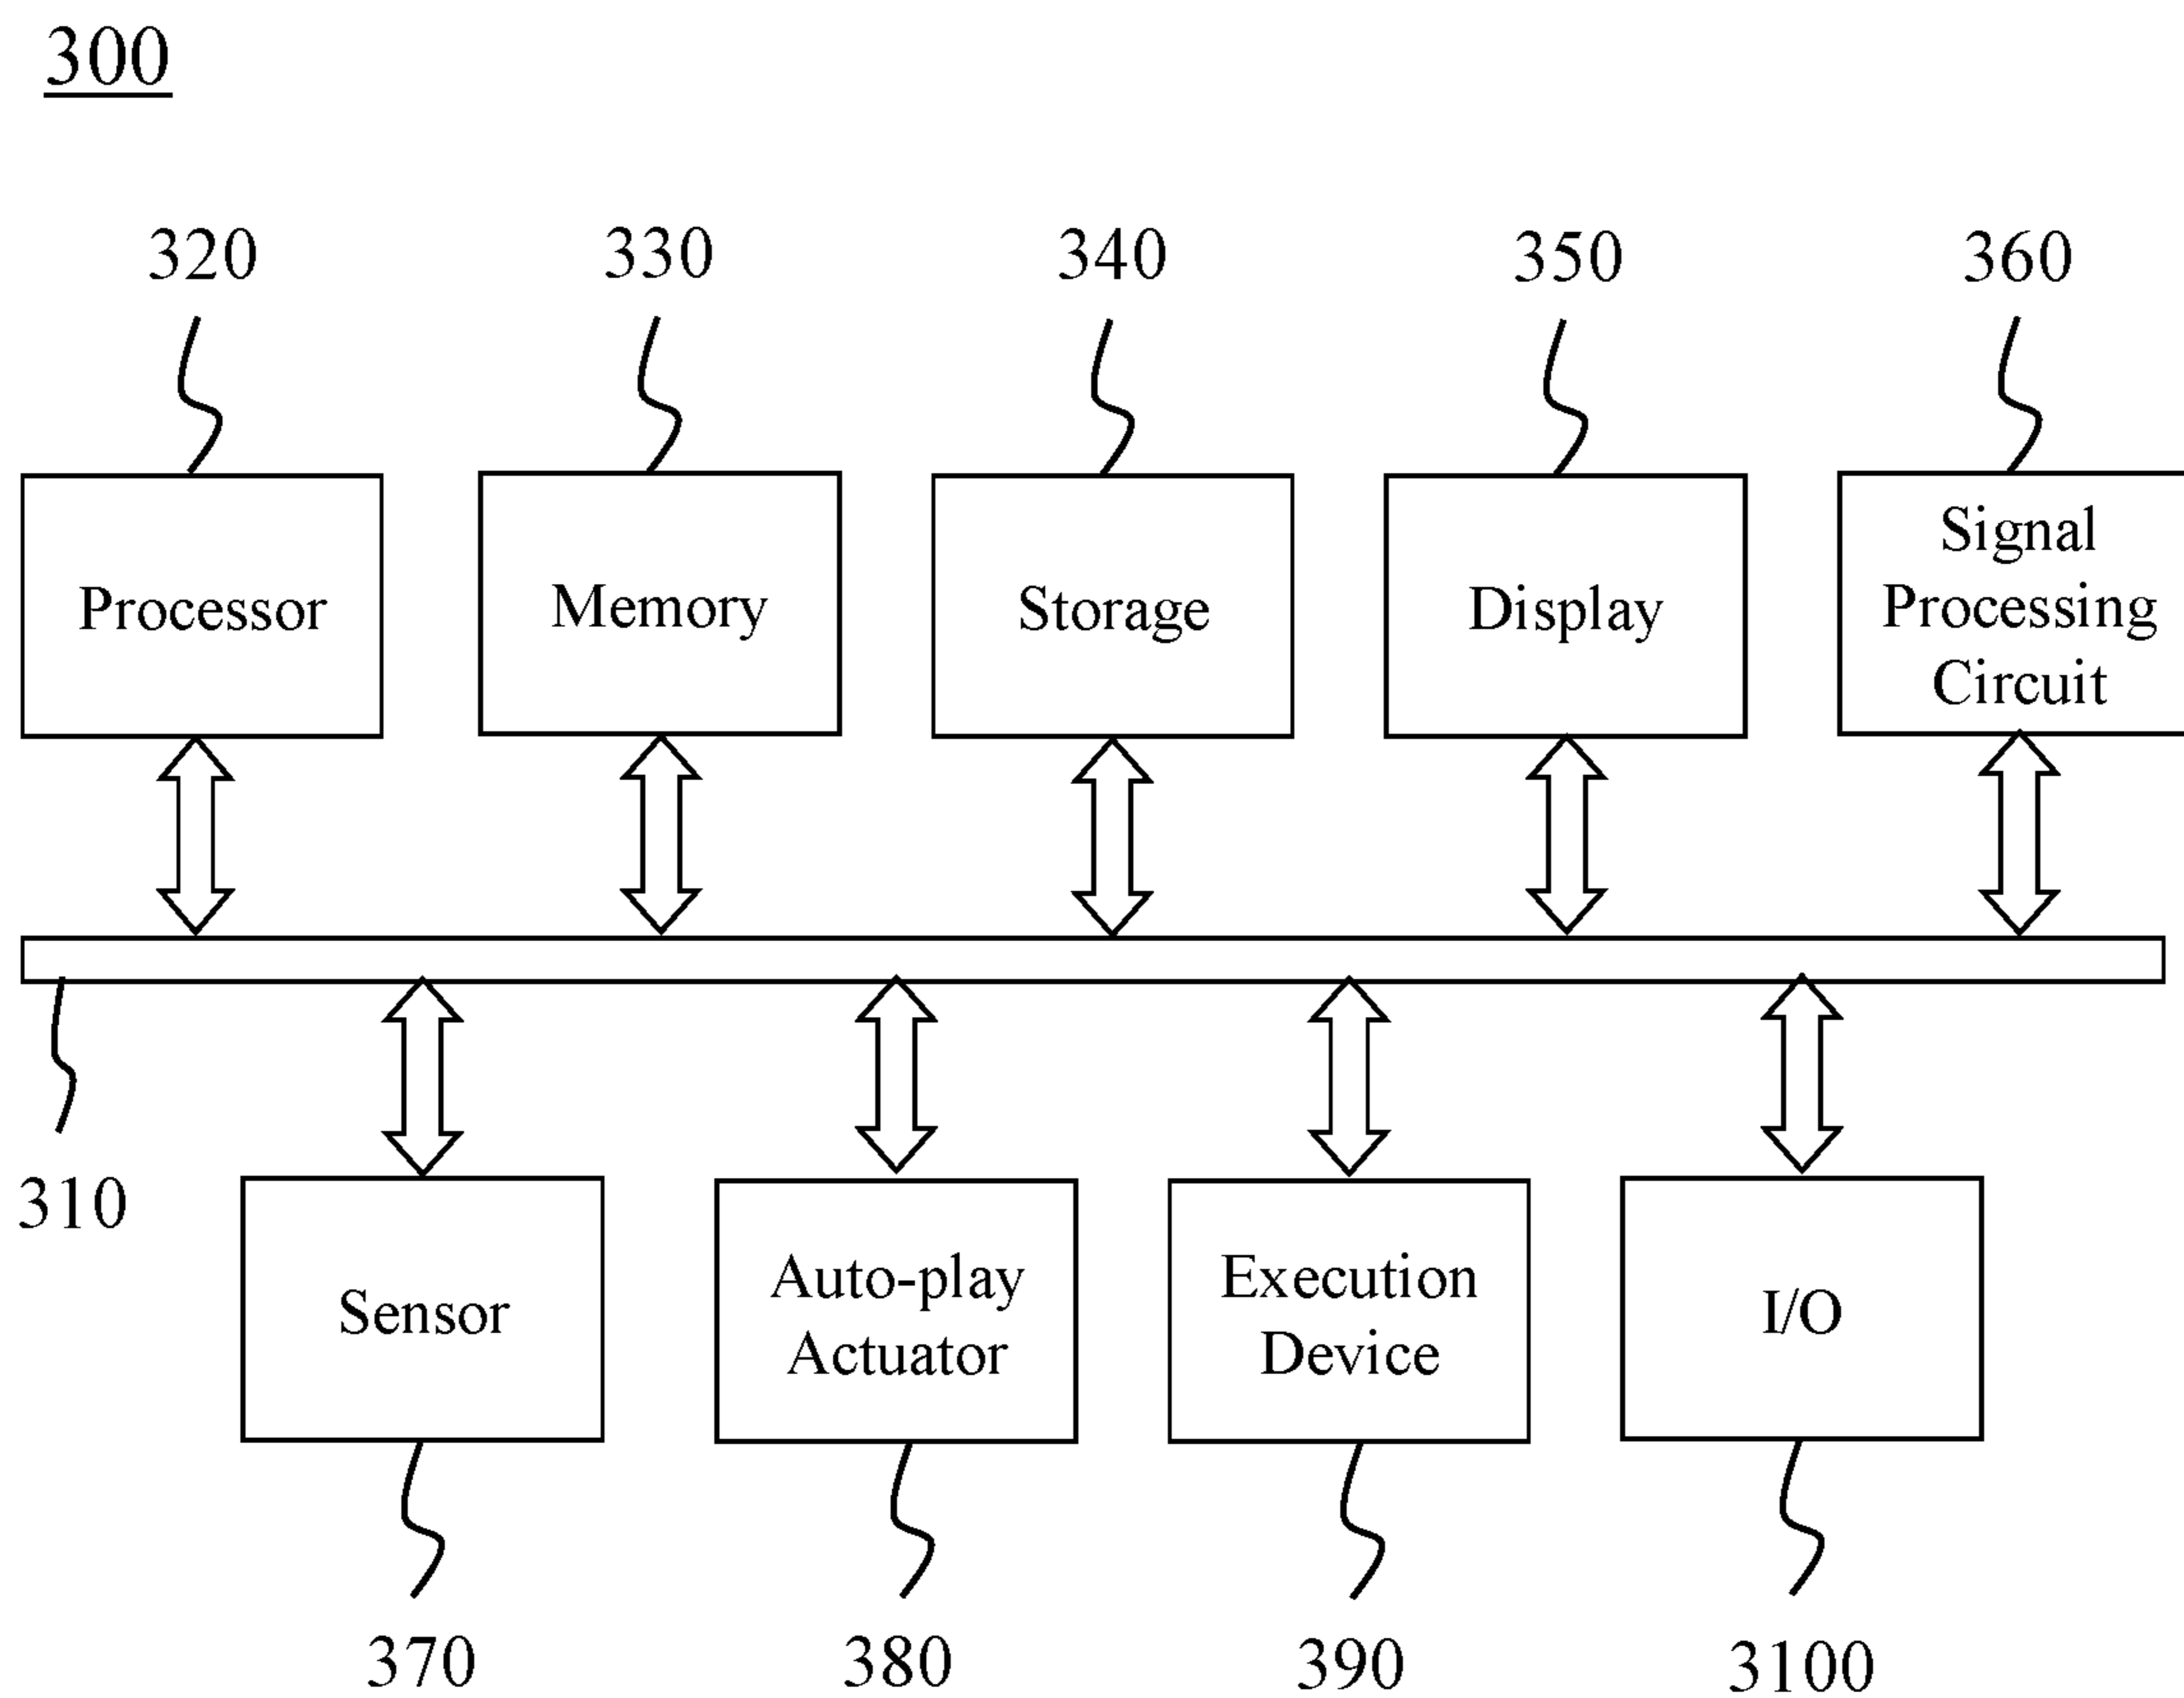 300
320
330
340
350
360
Processor
Memory
Storage
Display
Signal
Processing
Circuit
310
Sensor
Auto-play
Actuator
Execution
Device
I/O
370
380
390
3100